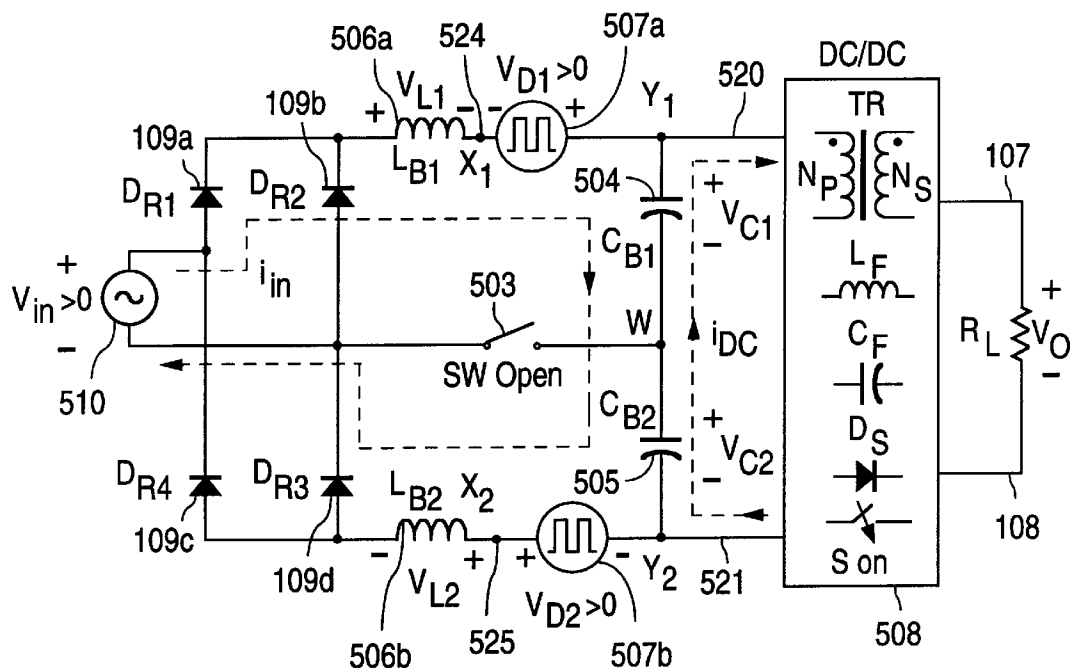 506a
524
507a
V_D1>0
DC/DC
109b
+ V_L1 -
- +
Y_1
520
109a
L_B1
X_1
TR
504
107
D_R1
D_R2
N_P
N_S
+
V_C1
-
C_B1
+
V_in>0
-
i_in
503
L_F
W
i_DC
R_L
+
V_O
-
SW Open
C_F
510
C_B2
+
V_C2
-
D_S
D_R4
D_R3
L_B2
X_2
505
108
109c
- +
+ -
Y_2
S on
109d
V_L2
521
V_D2>0
506b
525
507b
508